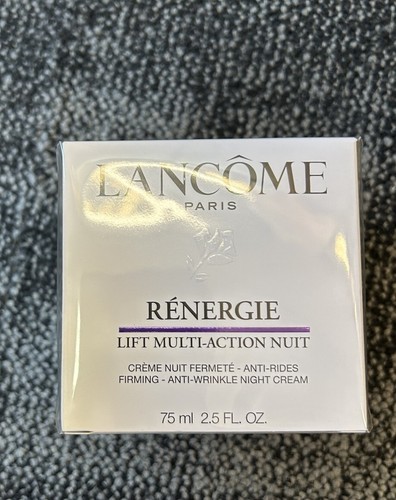 LANCÔME
PARIS
RÉNERGIE
LIFT MULTI-ACTION NUIT
CRÈME NUIT FERMETÉ - ANTI-RIDES
FIRMING - ANTI-WRINKLE NIGHT CREAM
75 ml 2.5 FL. OZ.